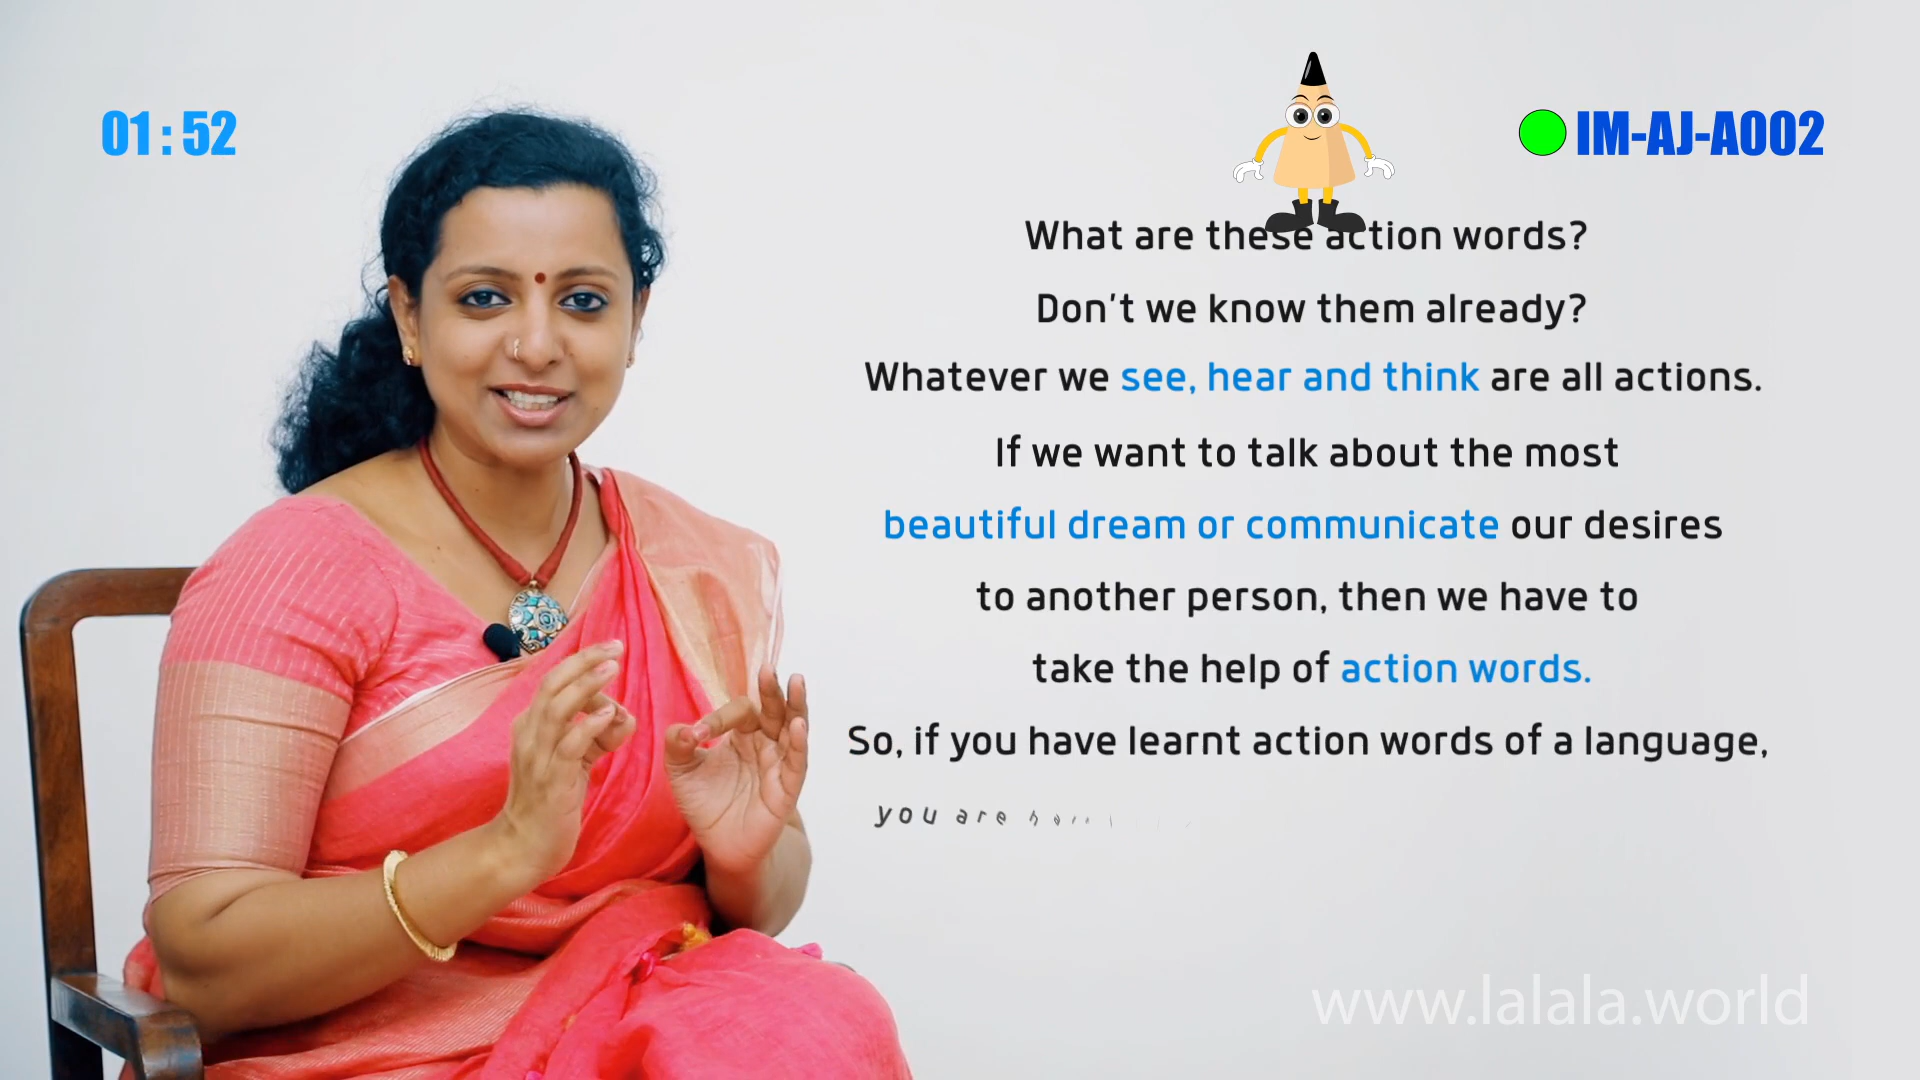 01 : 52
IM-AJ-A002
What are these action words?
Don't we know them already?
Whatever we see, hear and think are all actions.
If we want to talk about the most
beautiful dream or communicate our desires
to another person, then we have to
take the help of action words.
So, if you have learnt action words of a language,
you are
www.lalala.world